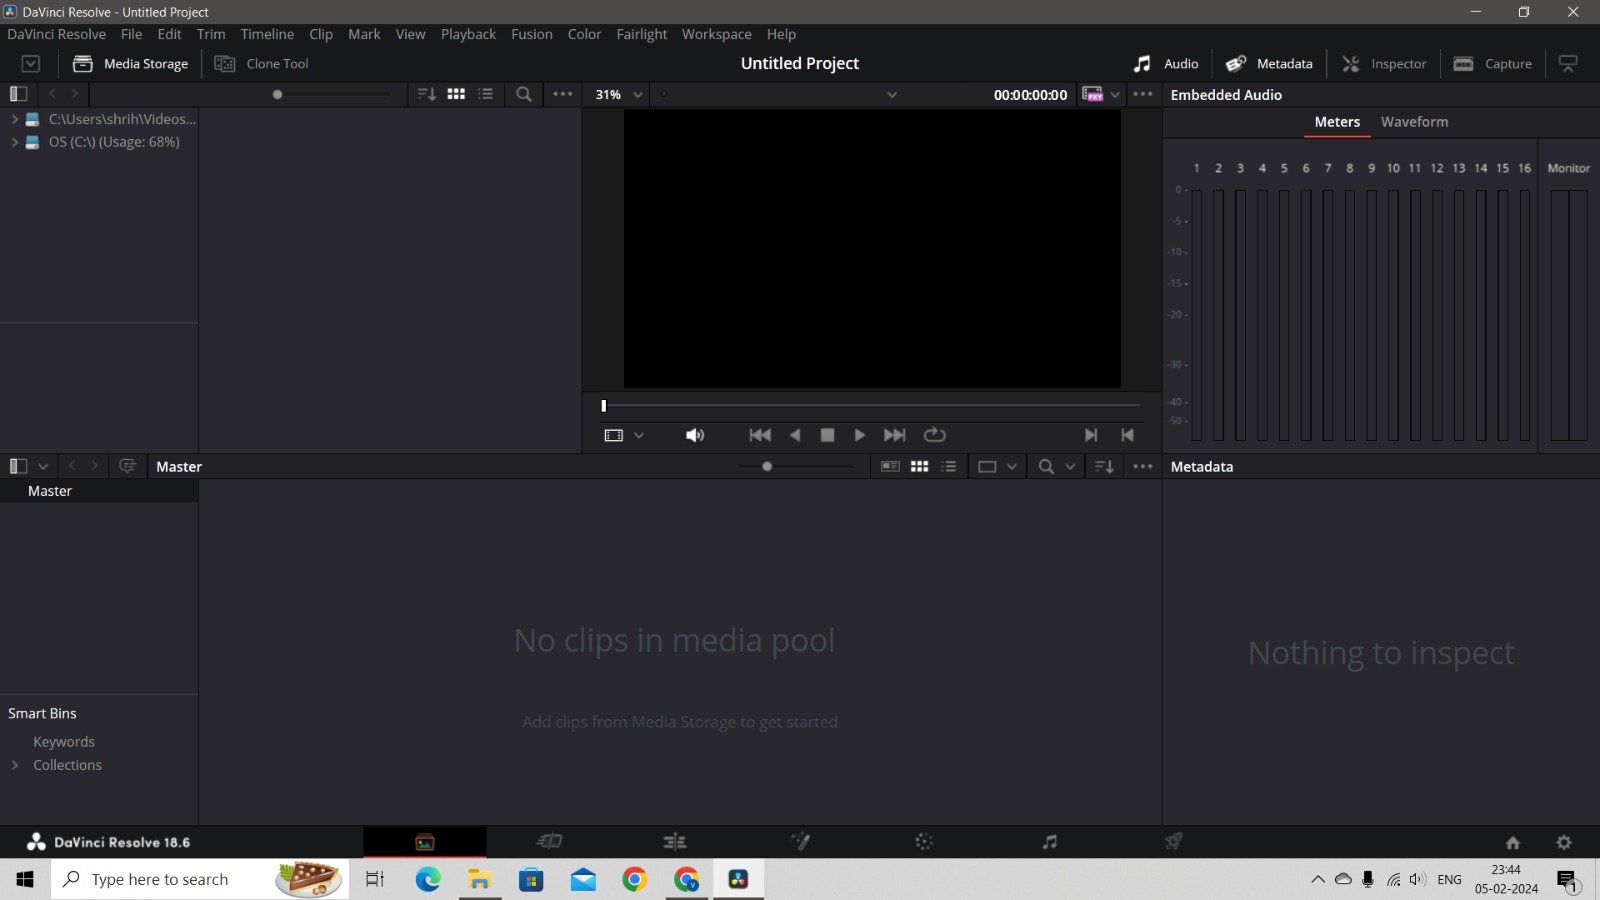 DaVinci Resolve - Untitled Project
DaVinci Resolve File Edit Trim Timeline Clip Mark View Playback Fusion Color Fairlight Workspace Help
Media Storage Clone Tool Untitled Project Audio Metadata Inspector Capture
31% 00:00:00:00 Embedded Audio
C:\Users\shrih\Videos...
OS (C:\) (Usage: 68%)
Meters Waveform
1 2 3 4 5 6 7 8 9 10 11 12 13 14 15 16 Monitor
0 -
-5 -
-10 -
-15 -
-20 -
-30 -
-40 -
-50 -
Master Metadata
Master
No clips in media pool
Add clips from Media Storage to get started
Nothing to inspect
Smart Bins
Keywords
Collections
DaVinci Resolve 18.6
Type here to search
ENG
23:44
05-02-2024
1